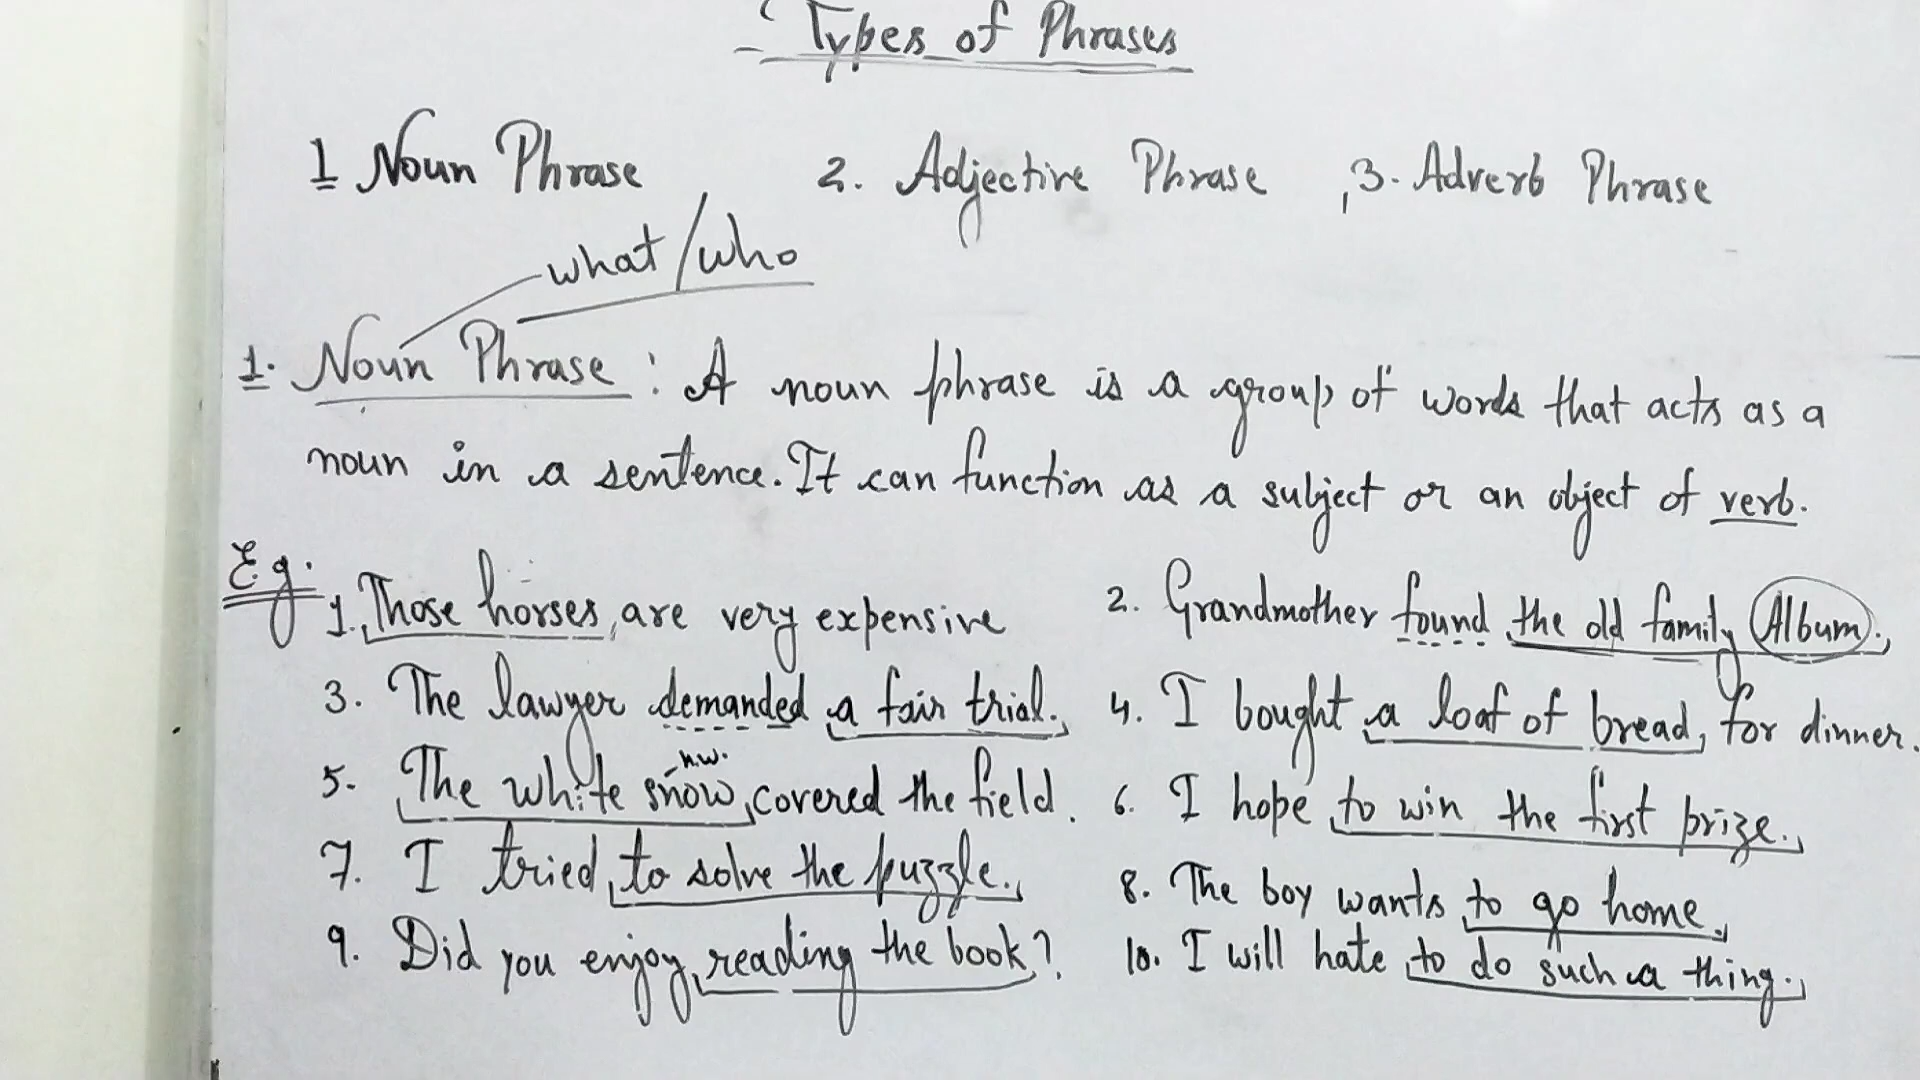 Types of Phrases
1 Noun Phrase 2. Adjective Phrase , 3. Adverb Phrase
what/who
1. Noun Phrase : A noun phrase is a group of words that acts as a
noun in a sentence. It can function as a subject or an object of verb.
E.g.
1. Those horses are very expensive 2. Grandmother found the old family Album.
3. The lawyer demanded a fair trial. 4. I bought a loaf of bread for dinner.
h.w.
5. The white snow covered the field. 6. I hope to win the first prize.
7. I tried to solve the puzzle. 8. The boy wants to go home.
9. Did you enjoy reading the book? 10. I will hate to do such a thing.